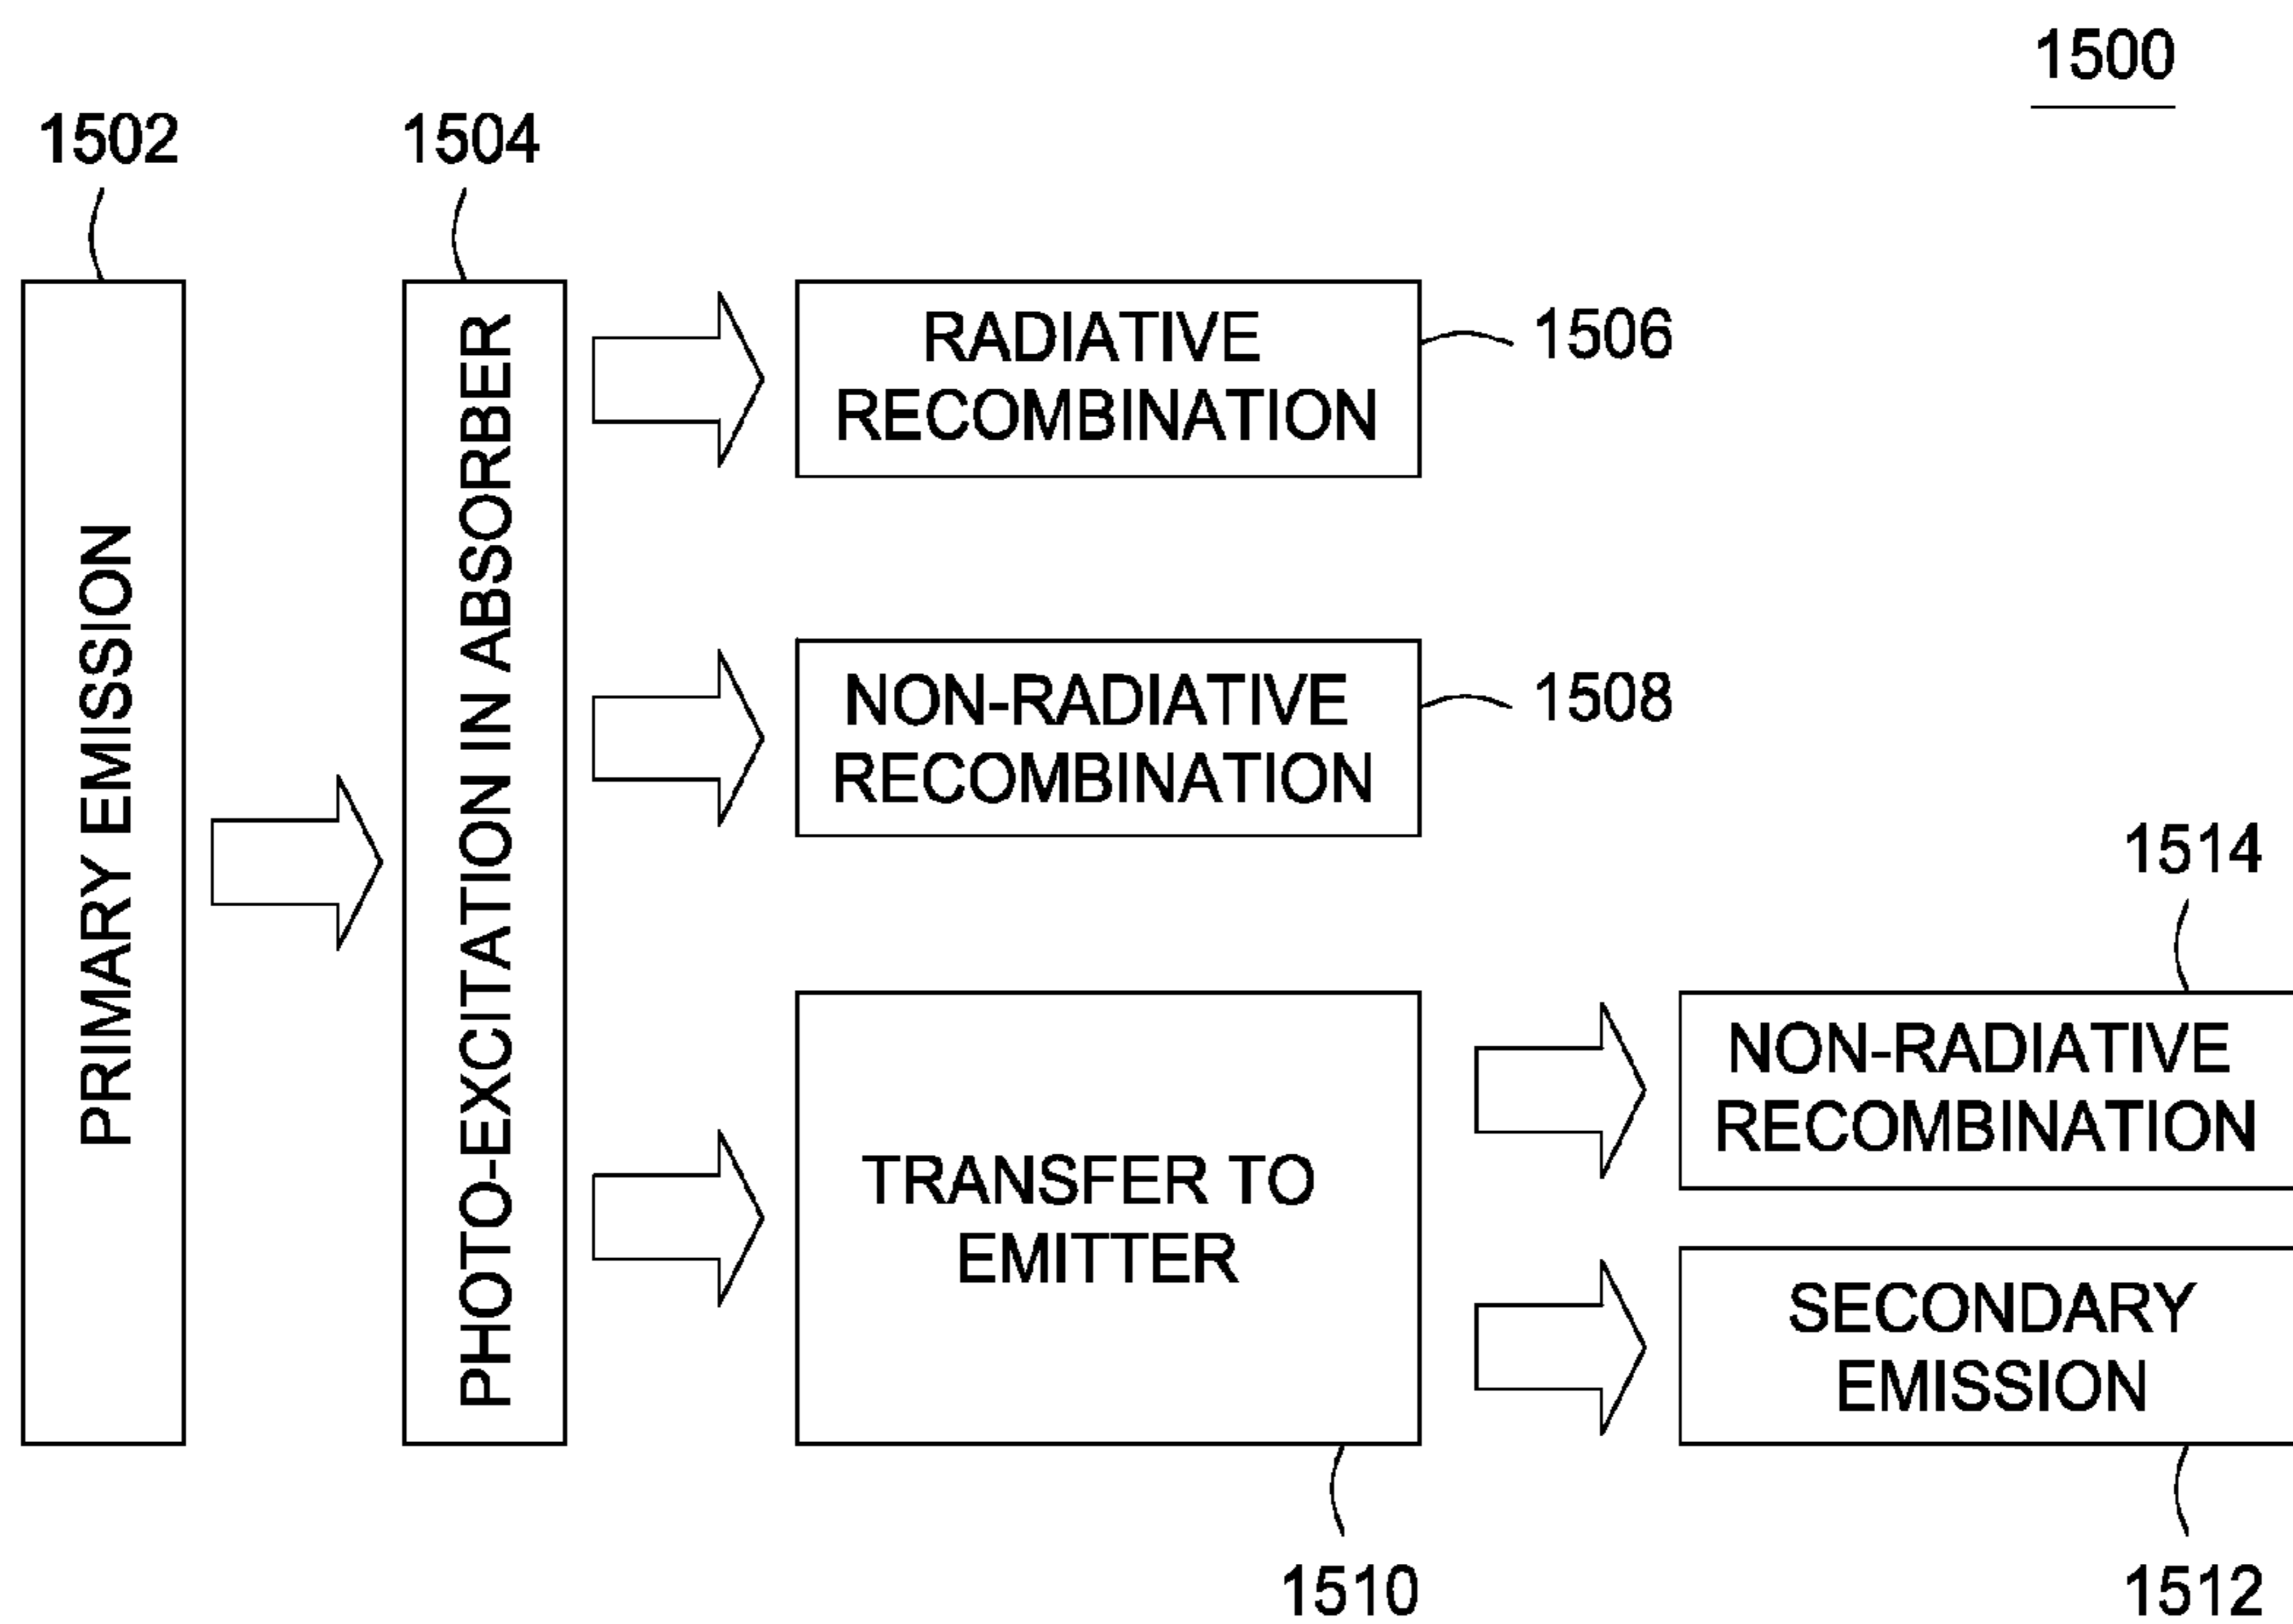 1500
1502
1504
PRIMARY EMISSION
PHOTO-EXCITATION IN ABSORBER
RADIATIVE
RECOMBINATION
1506
NON-RADIATIVE
RECOMBINATION
1508
TRANSFER TO
EMITTER
1510
1514
NON-RADIATIVE
RECOMBINATION
SECONDARY
EMISSION
1512